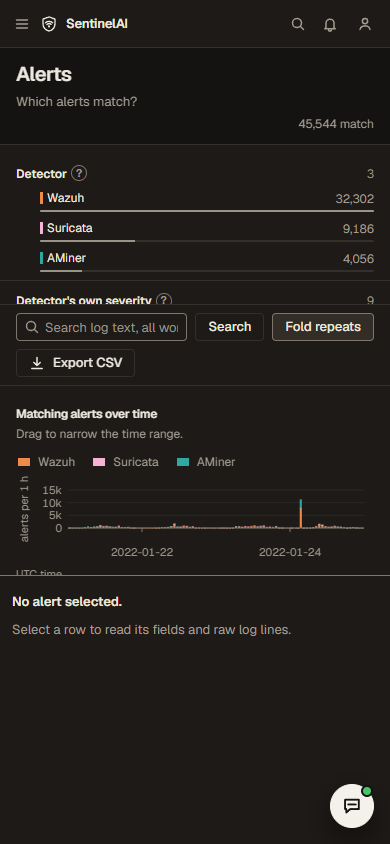 SentinelAI
Alerts
Which alerts match?
45,544 match
Detector ? 3
Wazuh 32,302
Suricata 9,186
AMiner 4,056
Detector's own severity ? 9
Search log text, all wo
Search
Fold repeats
Export CSV
Matching alerts over time
Drag to narrow the time range.
Wazuh Suricata AMiner
alerts per 1 h
15k
10k
5k
0
2022-01-22 2022-01-24
UTC time
No alert selected.
Select a row to read its fields and raw log lines.